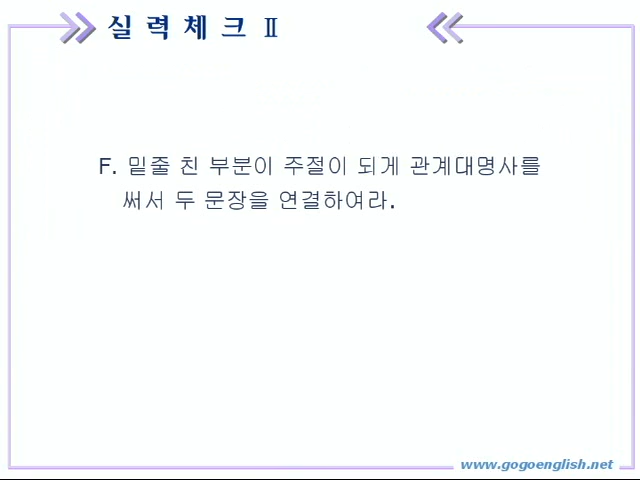 실 력 체 크 Ⅱ
F. 밑줄 친 부분이 주절이 되게 관계대명사를
써서 두 문장을 연결하여라.
www.gogoenglish.net